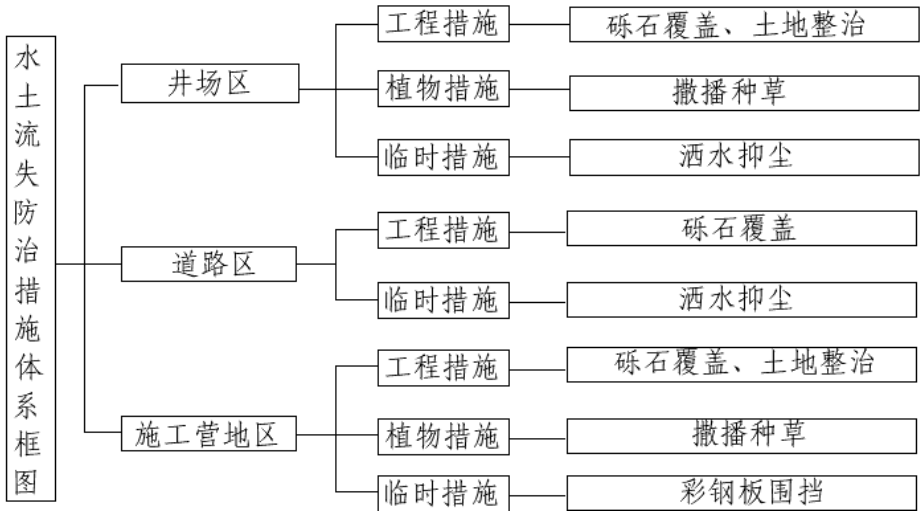 水土流失防治措施体系框图
井场区
工程措施
砾石覆盖、土地整治
植物措施
撒播种草
临时措施
洒水抑尘
道路区
工程措施
砾石覆盖
临时措施
洒水抑尘
施工营地区
工程措施
砾石覆盖、土地整治
植物措施
撒播种草
临时措施
彩钢板围挡